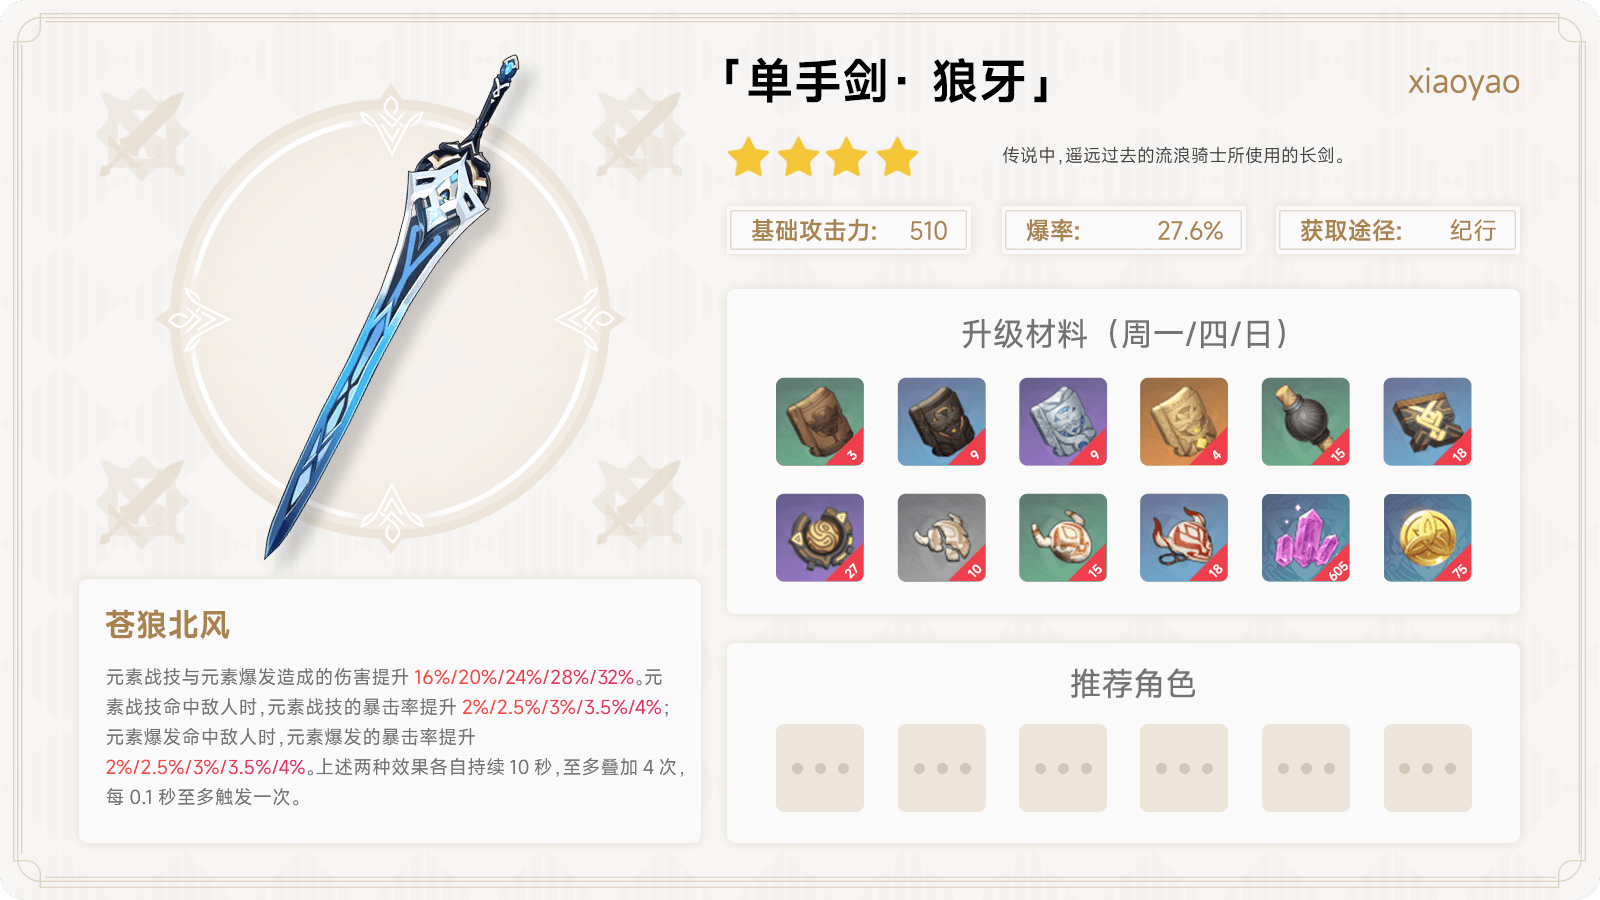 「单手剑· 狼牙」
xiaoyao
传说中,遥远过去的流浪骑士所使用的长剑。
基础攻击力: 510
爆率: 27.6%
获取途径: 纪行
升级材料（周一/四/日）
3 9 9 4 15 18
27 10 15 18 605 75
苍狼北风
元素战技与元素爆发造成的伤害提升 16%/20%/24%/28%/32%。元
素战技命中敌人时,元素战技的暴击率提升 2%/2.5%/3%/3.5%/4%;
元素爆发命中敌人时,元素爆发的暴击率提升
2%/2.5%/3%/3.5%/4%。上述两种效果各自持续 10 秒,至多叠加 4 次,
每 0.1 秒至多触发一次。
推荐角色